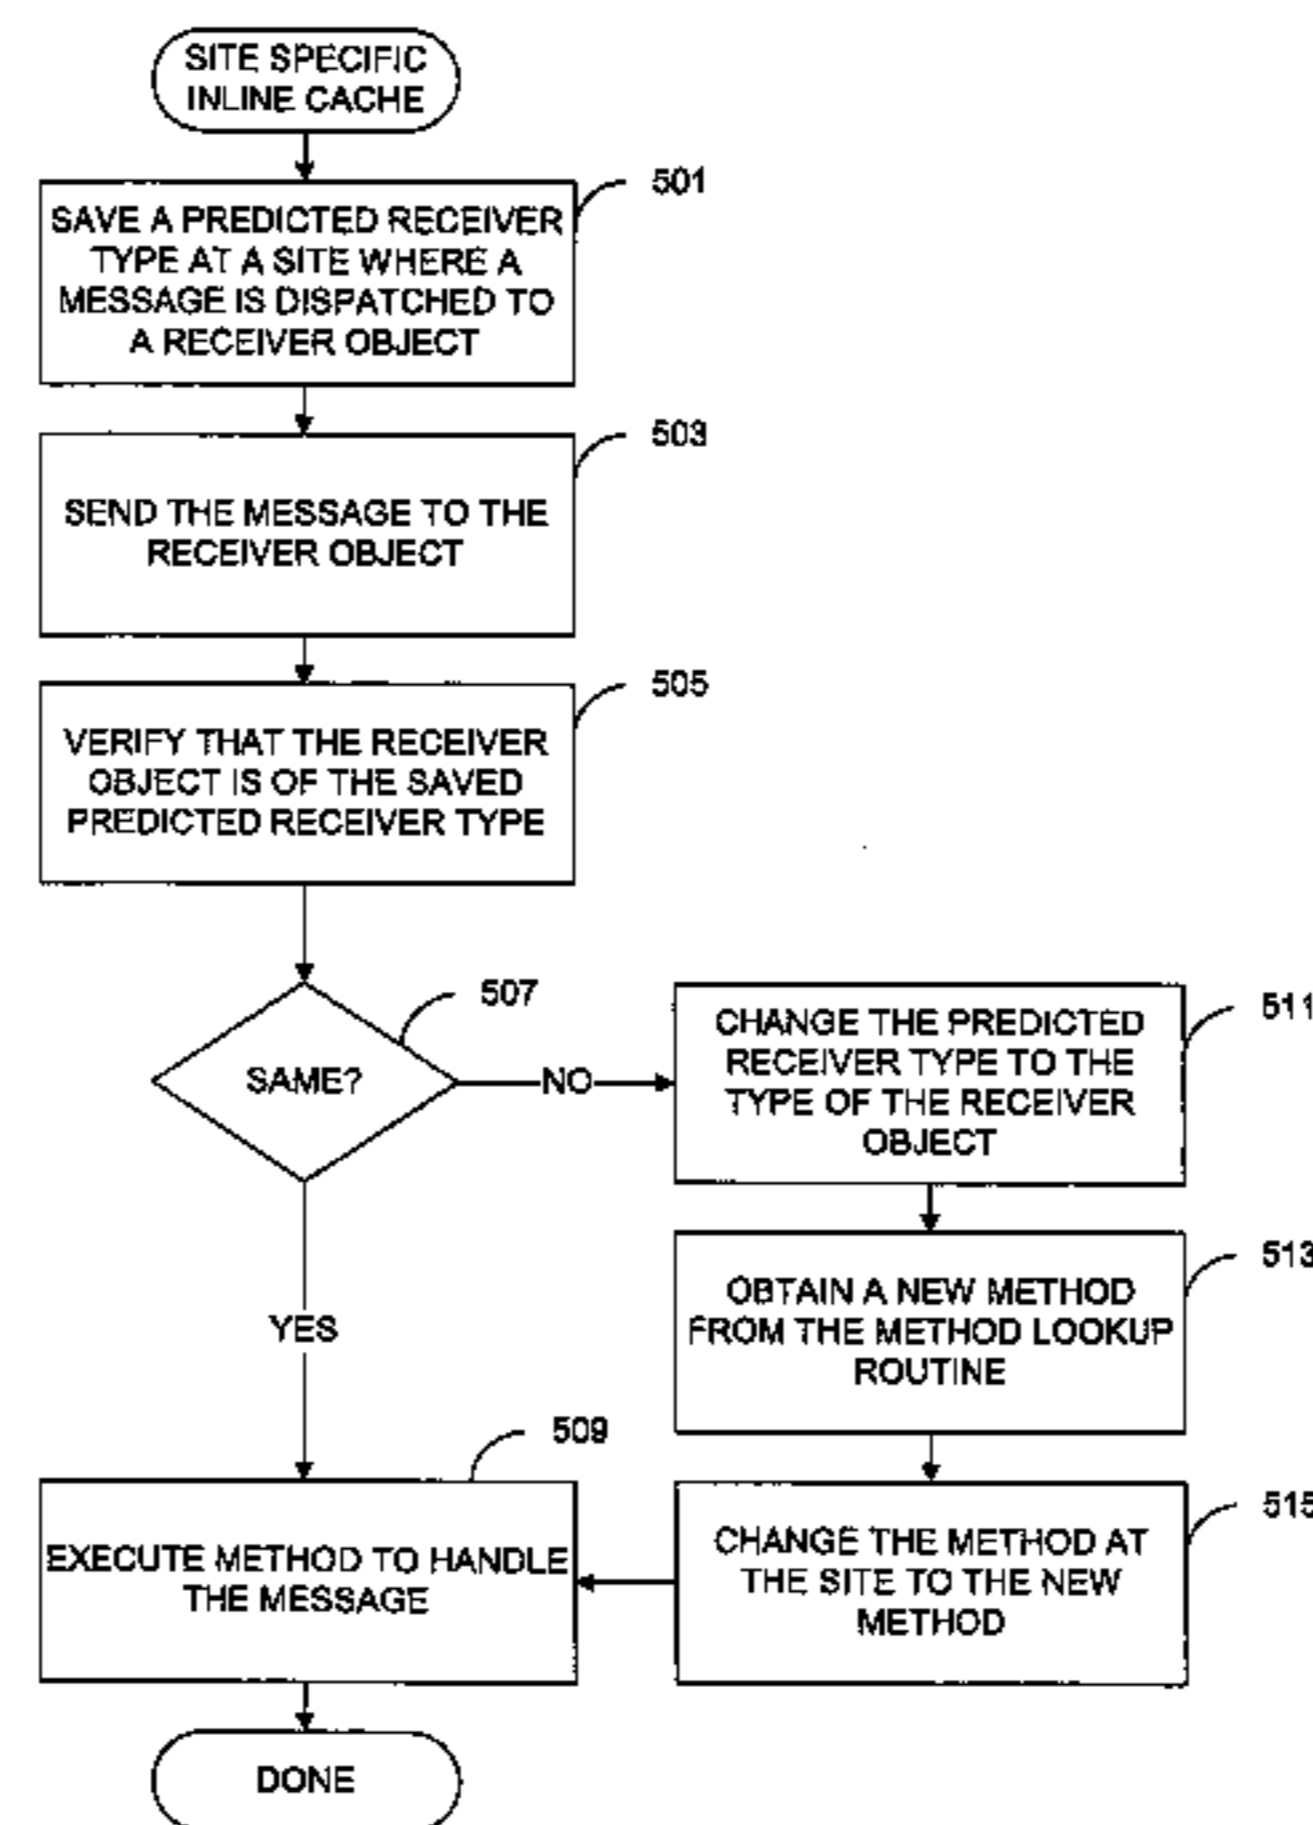 SITE SPECIFIC
INLINE CACHE
501
SAVE A PREDICTED RECEIVER
TYPE AT A SITE WHERE A
MESSAGE IS DISPATCHED TO
A RECEIVER OBJECT
503
SEND THE MESSAGE TO THE
RECEIVER OBJECT
505
VERIFY THAT THE RECEIVER
OBJECT IS OF THE SAVED
PREDICTED RECEIVER TYPE
507
SAME?
NO
511
CHANGE THE PREDICTED
RECEIVER TYPE TO THE
TYPE OF THE RECEIVER
OBJECT
513
OBTAIN A NEW METHOD
FROM THE METHOD LOOKUP
ROUTINE
YES
509
EXECUTE METHOD TO HANDLE
THE MESSAGE
515
CHANGE THE METHOD AT
THE SITE TO THE NEW
METHOD
DONE